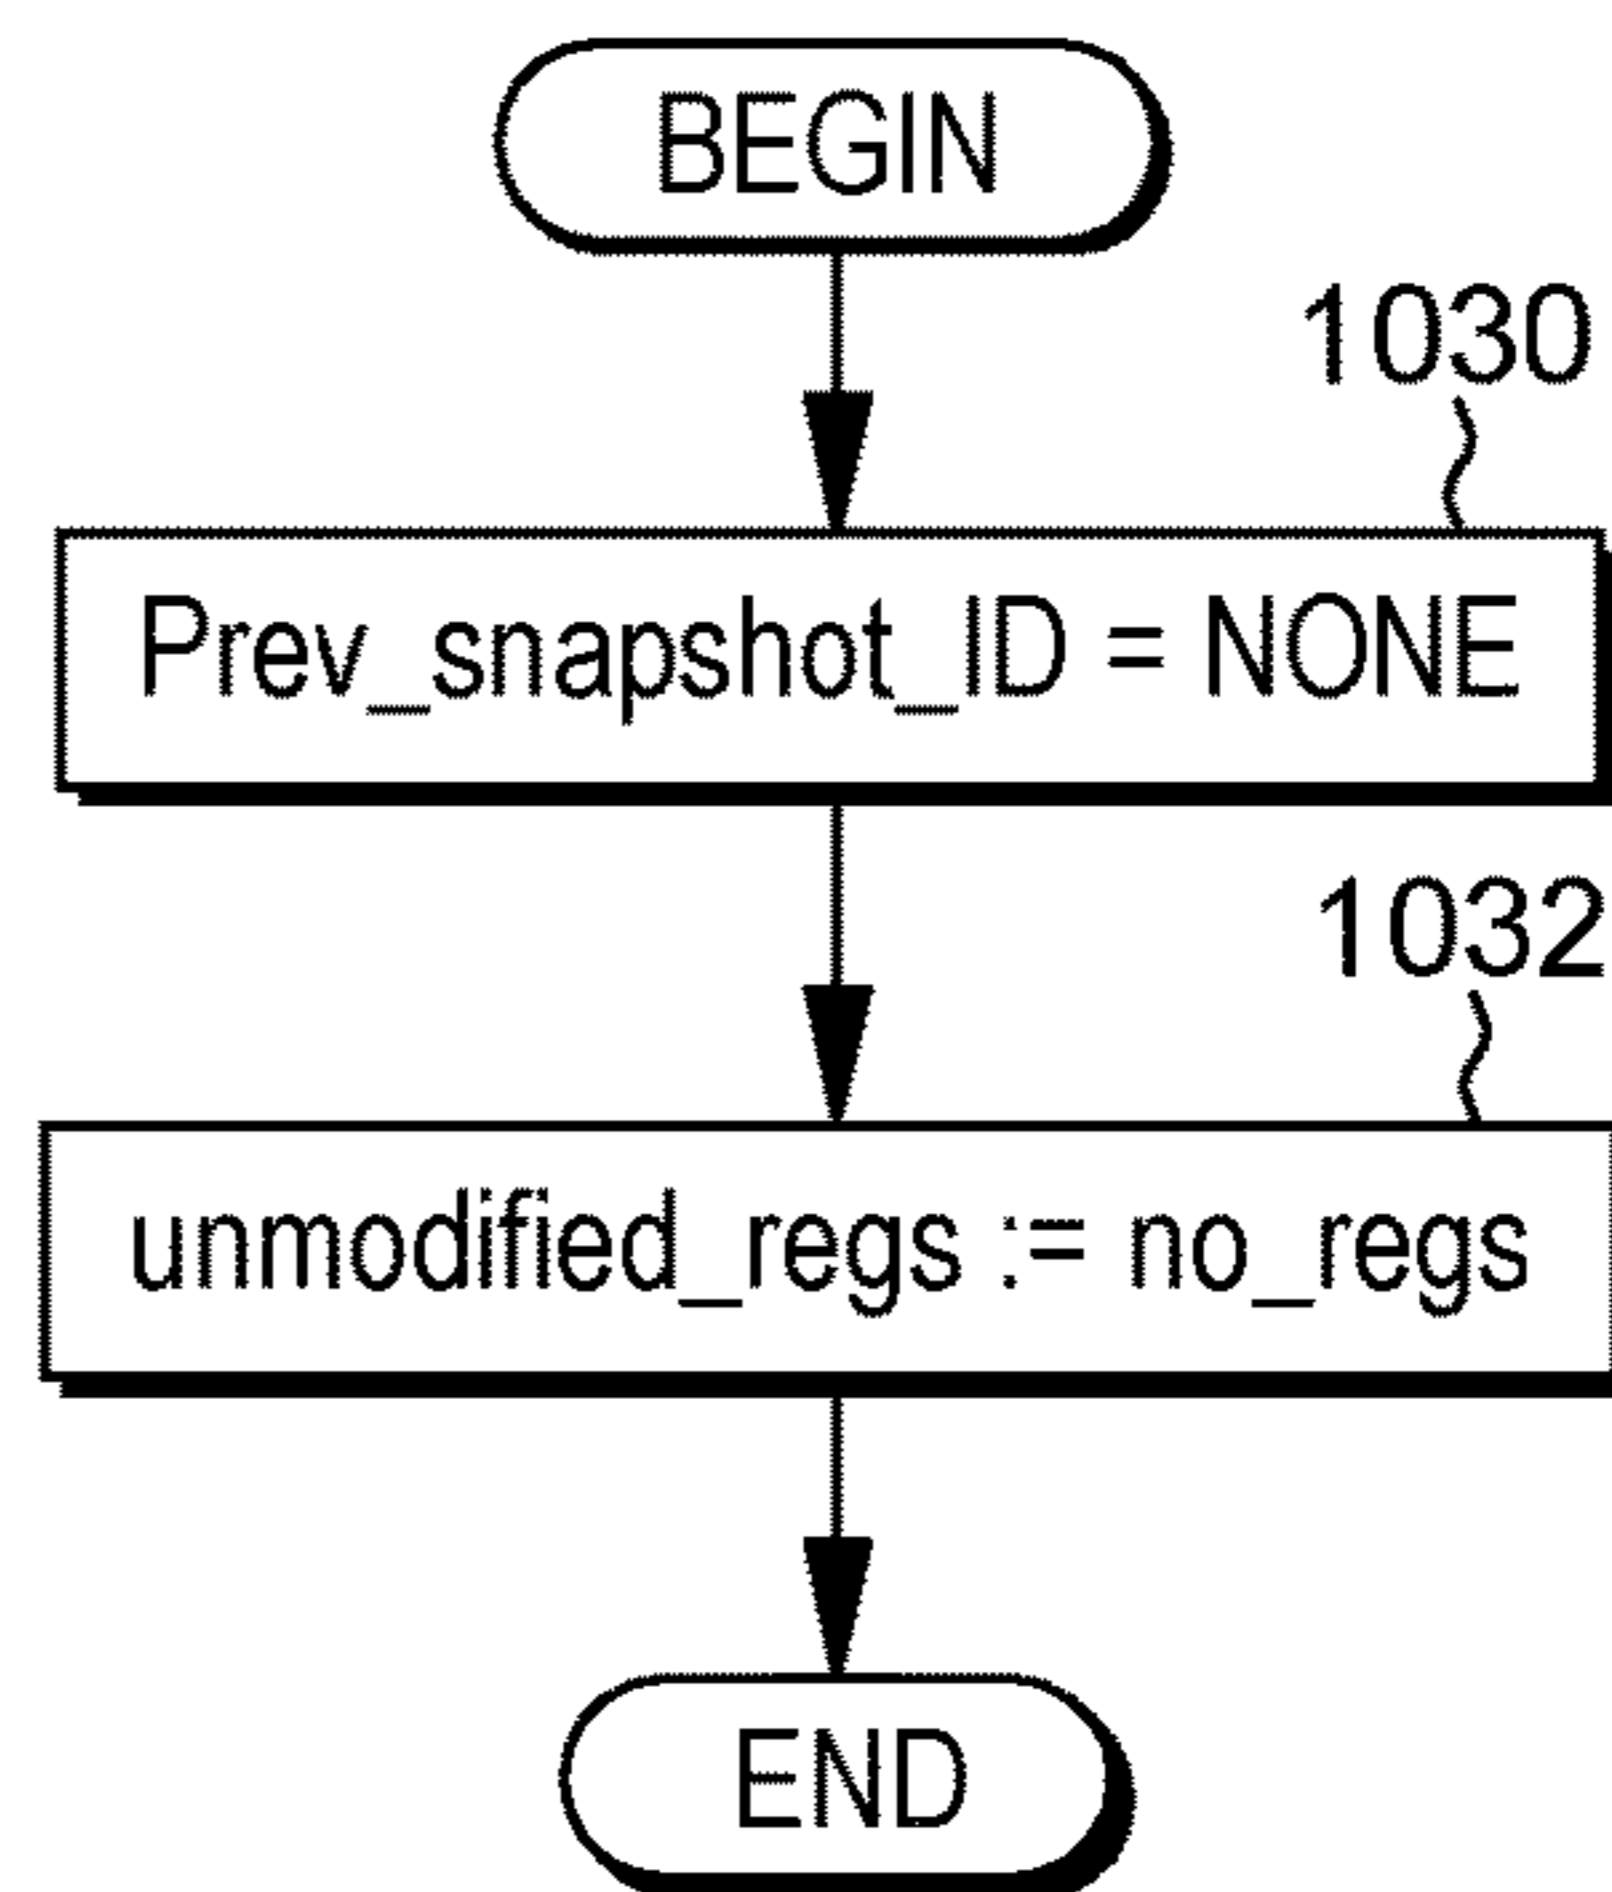 BEGIN
1030
Prev_snapshot_ID = NONE
1032
unmodified_regs := no_regs
END